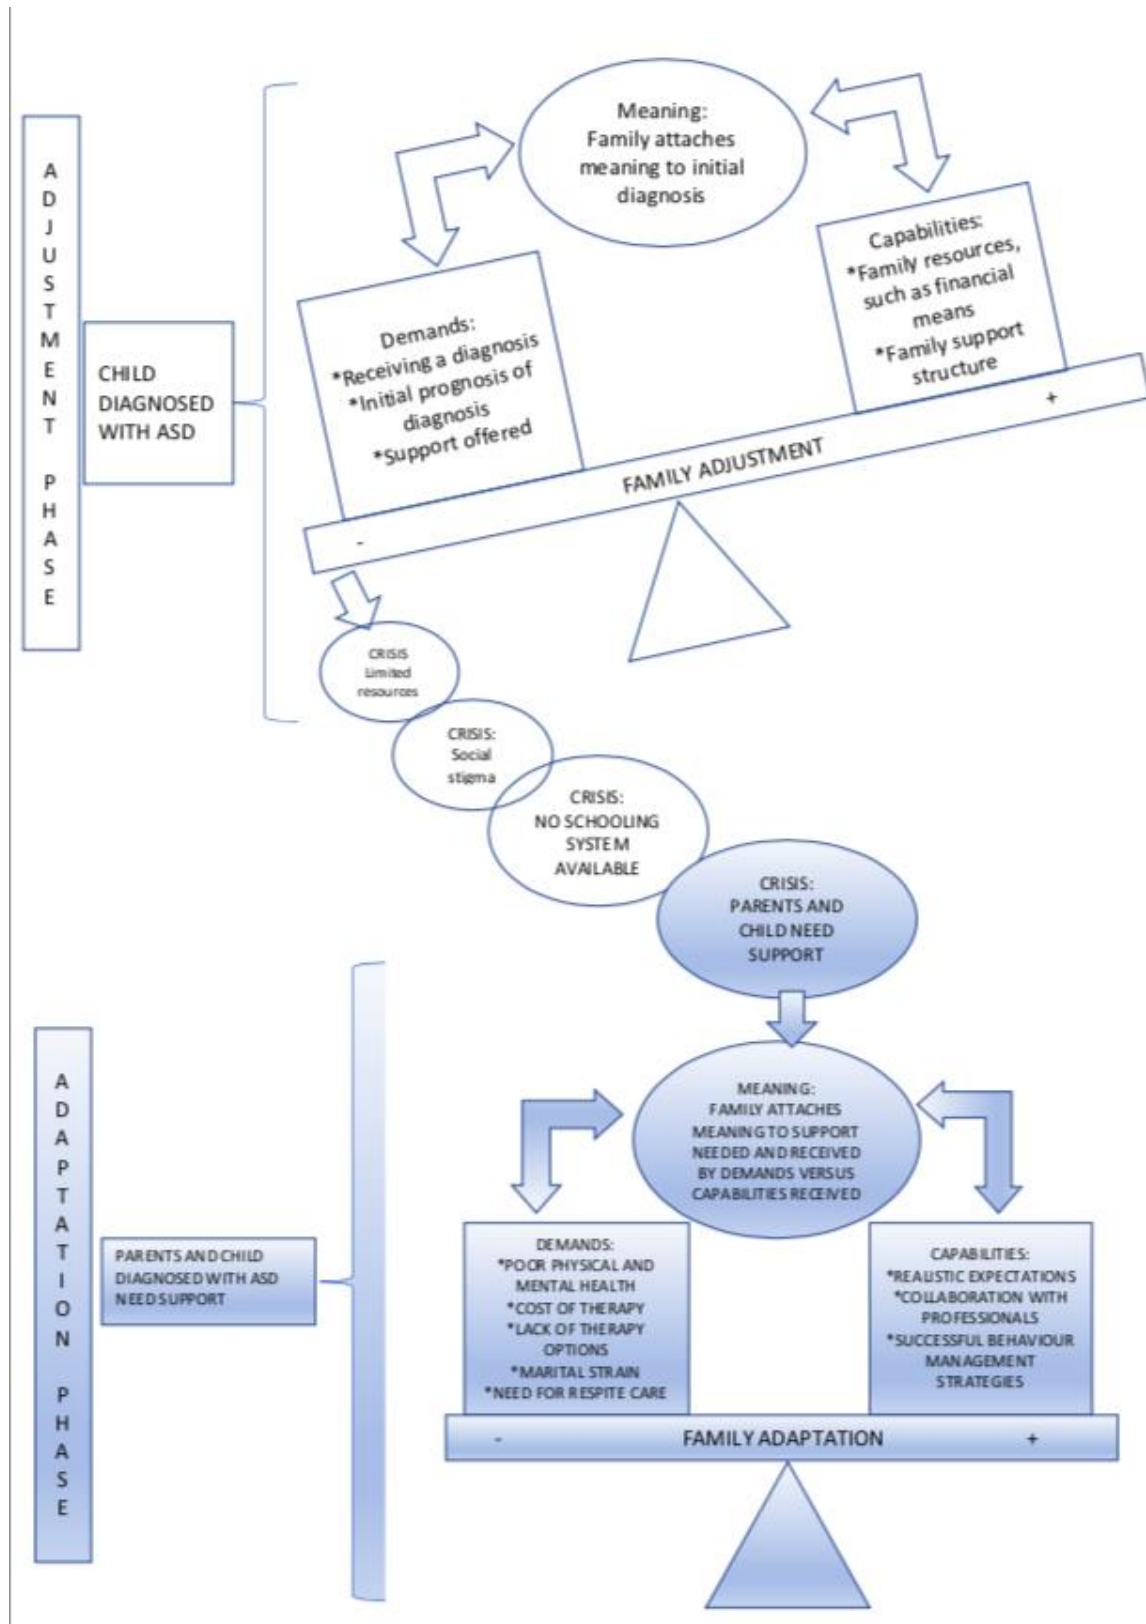 ADJUSTMENT PHASE
CHILD
DIAGNOSED
WITH ASD
Meaning:
Family attaches
meaning to initial
diagnosis
Demands:
*Receiving a diagnosis
*Initial prognosis of
diagnosis
*Support offered
Capabilities:
*Family resources,
such as financial
means
*Family support
structure
-
FAMILY ADJUSTMENT
+
CRISIS
Limited
resources
CRISIS:
Social
stigma
CRISIS:
NO SCHOOLING
SYSTEM
AVAILABLE
CRISIS:
PARENTS AND
CHILD NEED
SUPPORT
ADAPTATION PHASE
PARENTS AND CHILD
DIAGNOSED WITH ASD
NEED SUPPORT
MEANING:
FAMILY ATTACHES
MEANING TO SUPPORT
NEEDED AND RECEIVED
BY DEMANDS VERSUS
CAPABILITIES RECEIVED
DEMANDS:
*POOR PHYSICAL AND
MENTAL HEALTH
*COST OF THERAPY
*LACK OF THERAPY
OPTIONS
*MARITAL STRAIN
*NEED FOR RESPITE CARE
CAPABILITIES:
*REALISTIC EXPECTATIONS
*COLLABORATION WITH
PROFESSIONALS
*SUCCESSFUL BEHAVIOUR
MANAGEMENT
STRATEGIES
-
FAMILY ADAPTATION
+